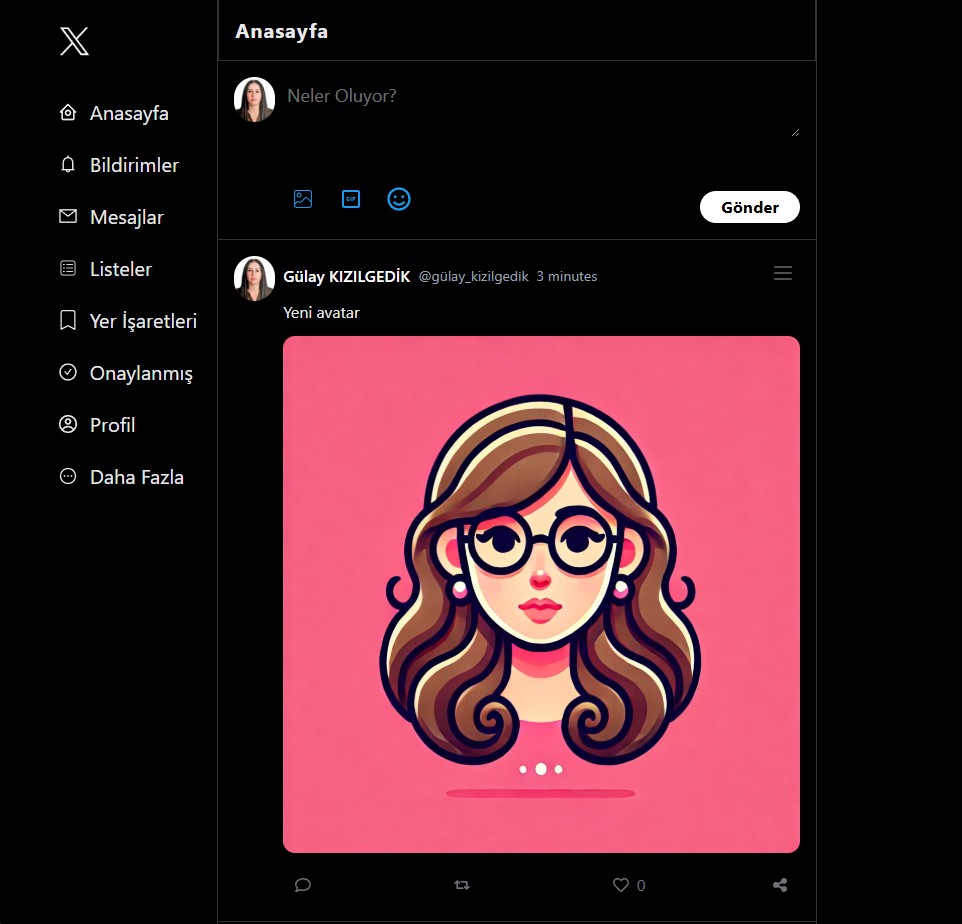 Anasayfa
Bildirimler
Mesajlar
Listeler
Yer İşaretleri
Onaylanmış
Profil
Daha Fazla
Anasayfa
Neler Oluyor?
GIF
Gönder
Gülay KIZILGEDİK @gülay_kizilgedik 3 minutes
Yeni avatar
0